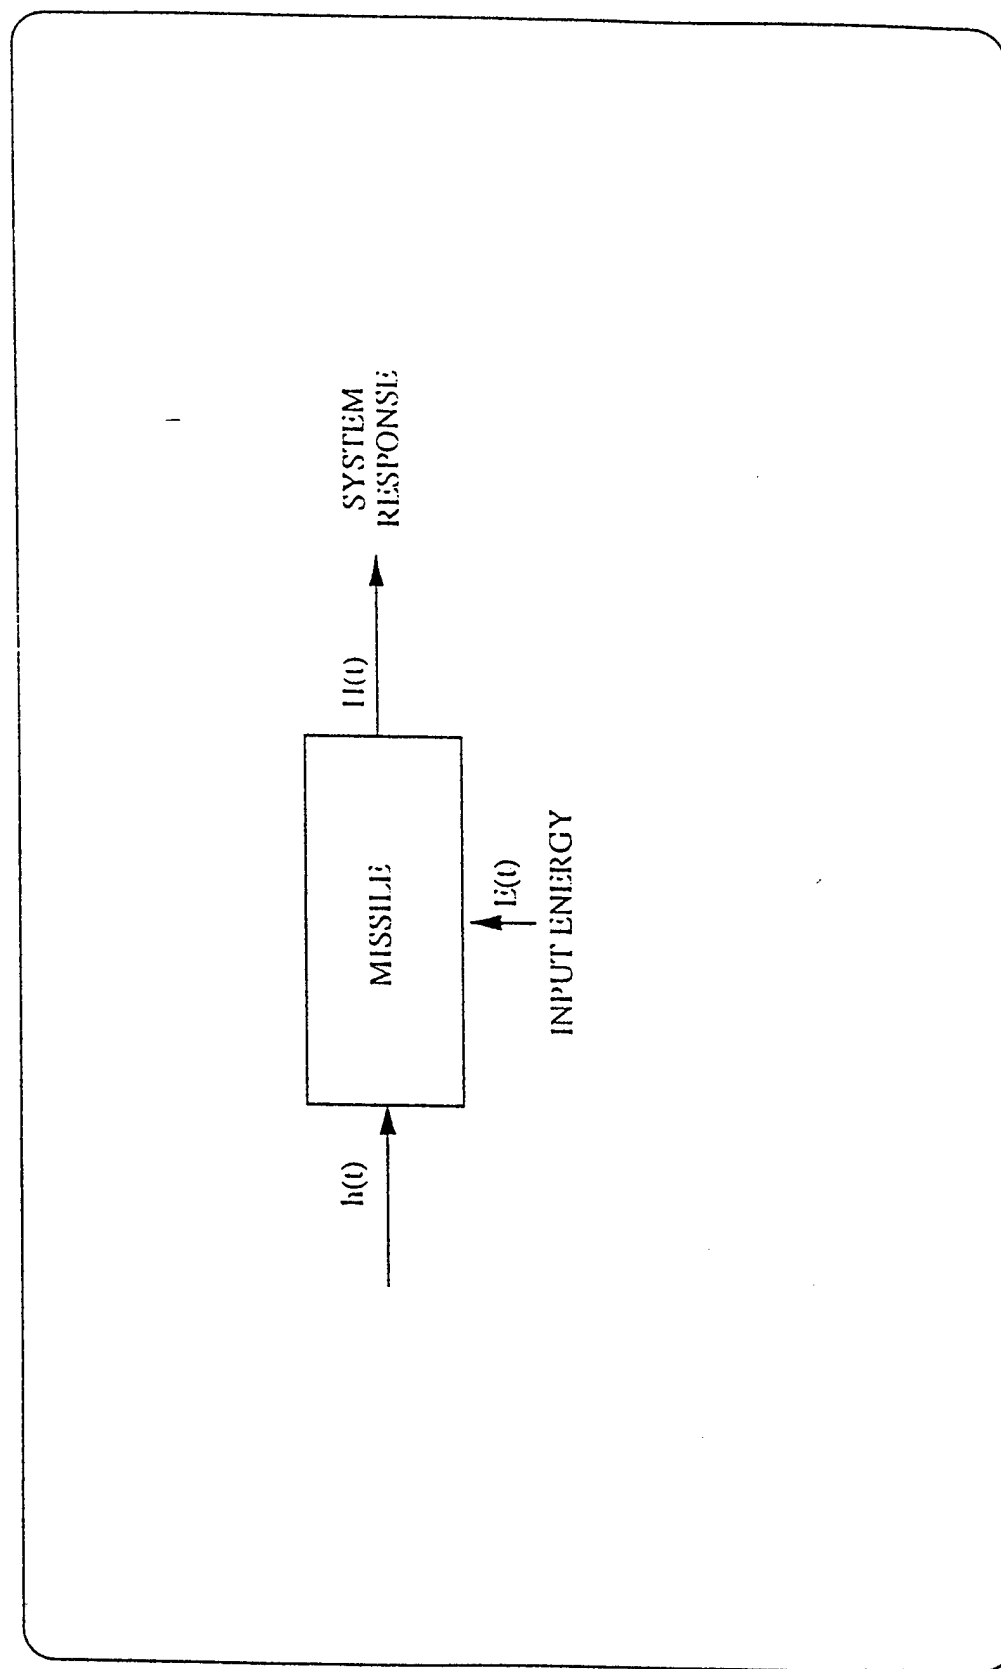 h(t)
MISSILE
H(t)
SYSTEM
RESPONSE
E(t)
INPUT ENERGY